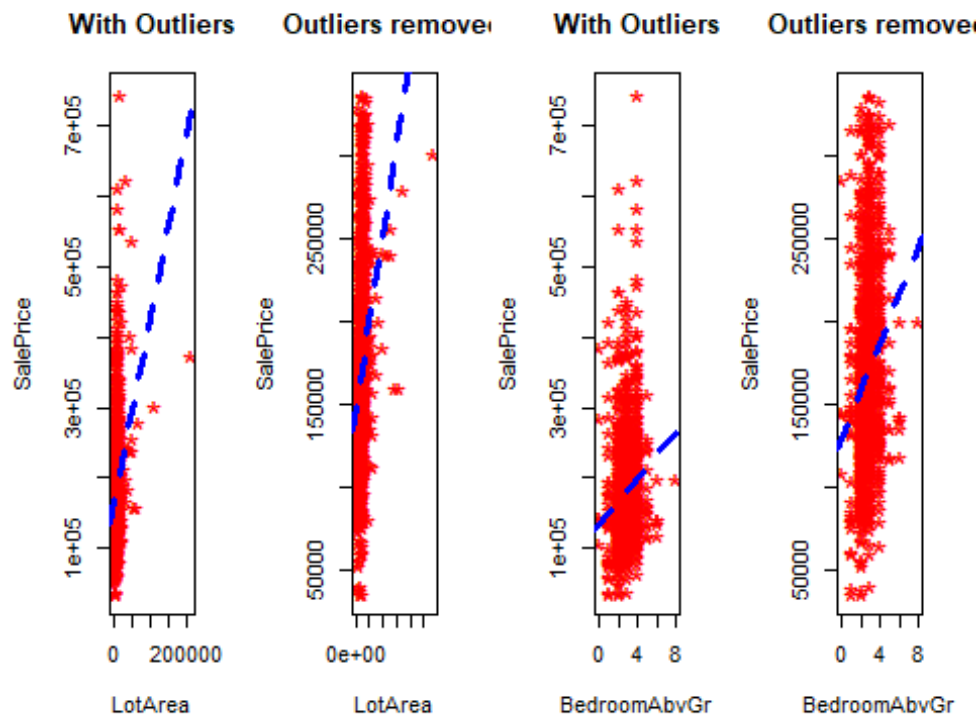 With Outliers
Outliers remove
With Outliers
Outliers remove
SalePrice
7e+05
5e+05
3e+05
1e+05
0 200000
LotArea
SalePrice
250000
150000
50000
0e+00
LotArea
SalePrice
7e+05
5e+05
3e+05
1e+05
0 4 8
BedroomAbvGr
SalePrice
250000
150000
50000
0 4 8
BedroomAbvGr